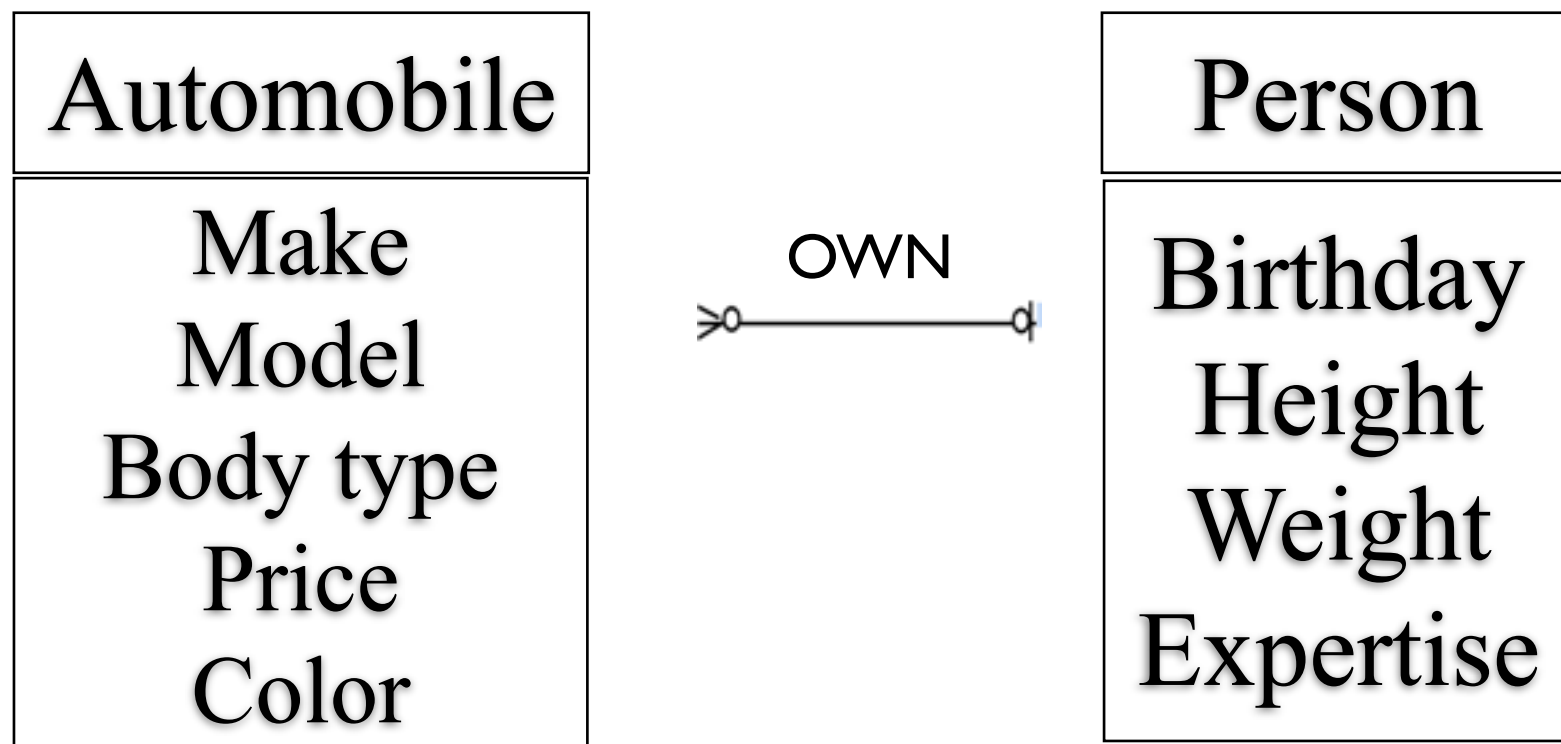 Automobile
Make
Model
Body type
Price
Color
OWN
Person
Birthday
Height
Weight
Expertise